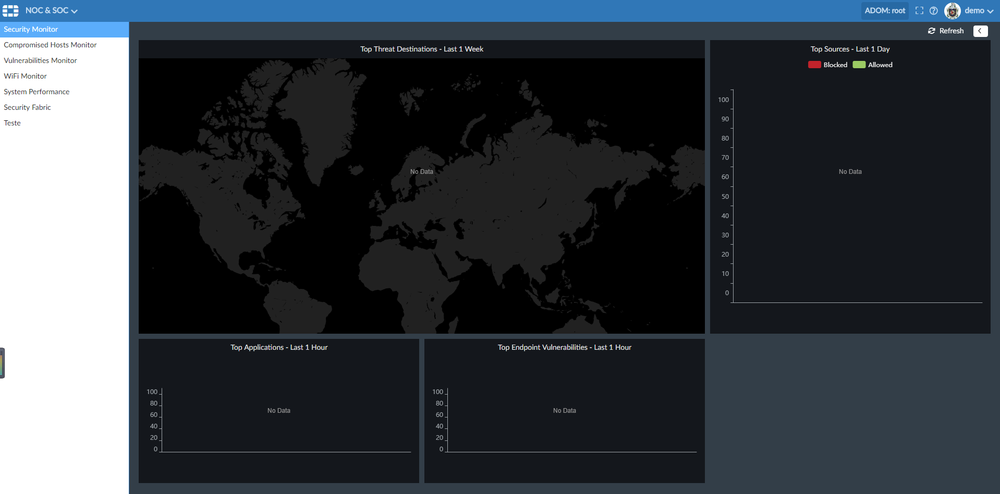 NOC & SOC
ADOM: root
demo
Security Monitor
Compromised Hosts Monitor
Vulnerabilities Monitor
WiFi Monitor
System Performance
Security Fabric
Teste
Refresh
Top Threat Destinations - Last 1 Week
No Data
Top Sources - Last 1 Day
Blocked Allowed
100
90
80
70
60
50
40
30
20
10
0
No Data
Top Applications - Last 1 Hour
100
80
60
40
20
0
No Data
Top Endpoint Vulnerabilities - Last 1 Hour
100
80
60
40
20
0
No Data